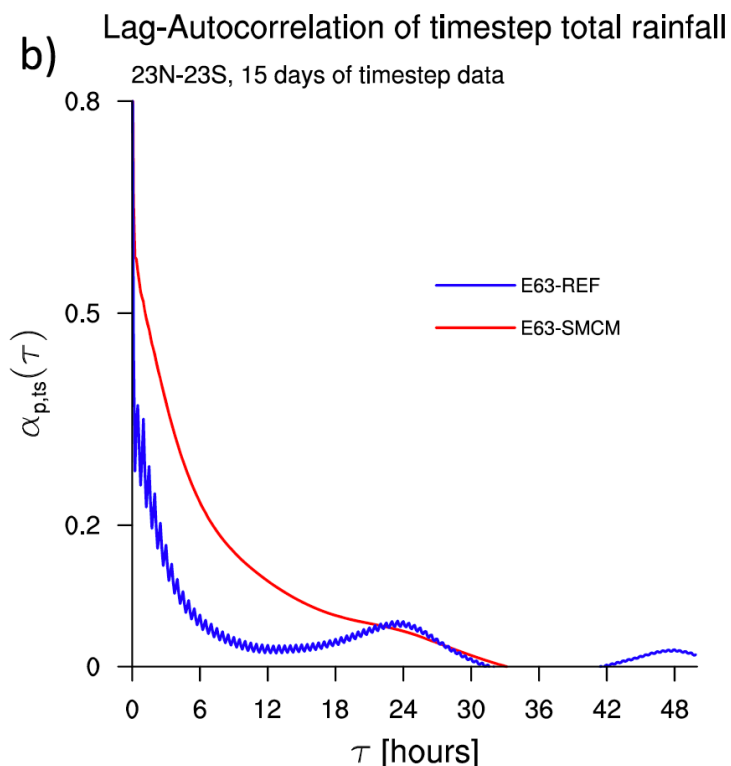 Lag-Autocorrelation of timestep total rainfall
b)
23N-23S, 15 days of timestep data
0.8
0.5
0.2
0
α_{p,ts}(τ)
E63-REF
E63-SMCM
0 6 12 18 24 30 36 42 48
τ [hours]